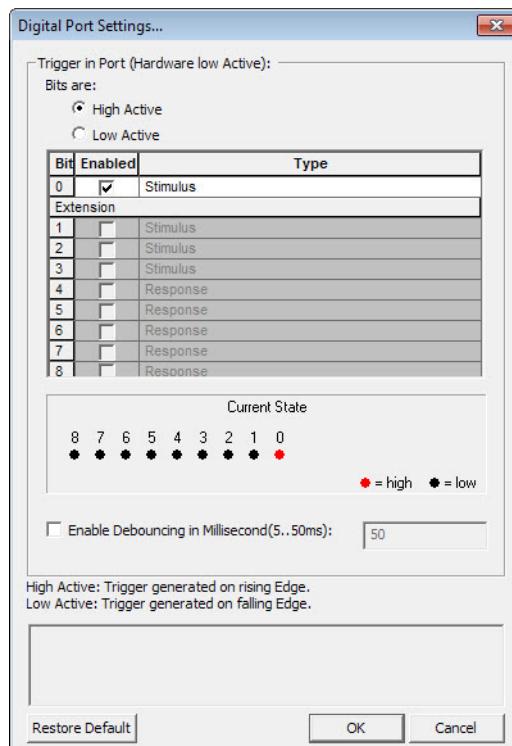 Digital Port Settings...
Trigger in Port (Hardware low Active):
Bits are:
High Active
Low Active
Bit Enabled Type
0 Stimulus
Extension
1 Stimulus
2 Stimulus
3 Stimulus
4 Response
5 Response
6 Response
7 Response
8 Response
Current State
8 7 6 5 4 3 2 1 0
= high = low
Enable Debouncing in Millisecond(5..50ms): 50
High Active: Trigger generated on rising Edge.
Low Active: Trigger generated on falling Edge.
Restore Default OK Cancel